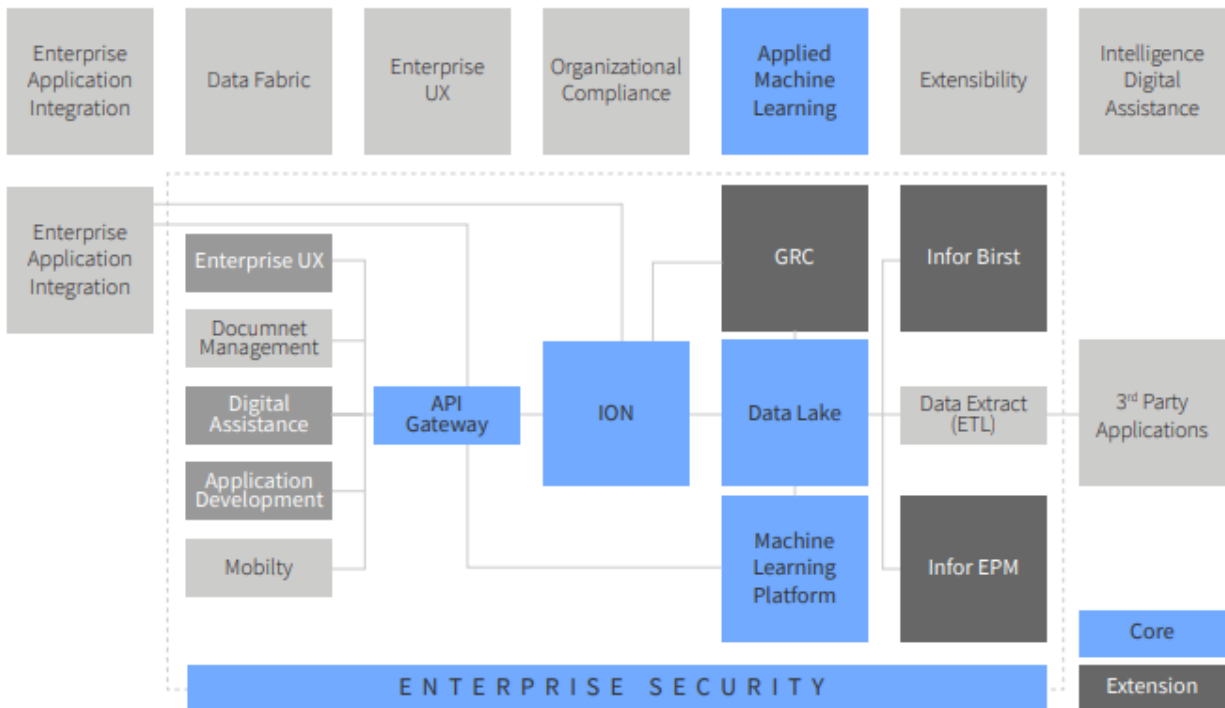 Enterprise
Application
Integration
Data Fabric
Enterprise
UX
Organizational
Compliance
Applied
Machine
Learning
Extensibility
Intelligence
Digital
Assistance
Enterprise
Application
Integration
Enterprise UX
Documnet
Management
Digital
Assistance
Application
Development
Mobilty
API
Gateway
ION
GRC
Data Lake
Machine
Learning
Platform
Infor Birst
Data Extract
(ETL)
Infor EPM
3rd Party
Applications
Core
Extension
ENTERPRISE SECURITY